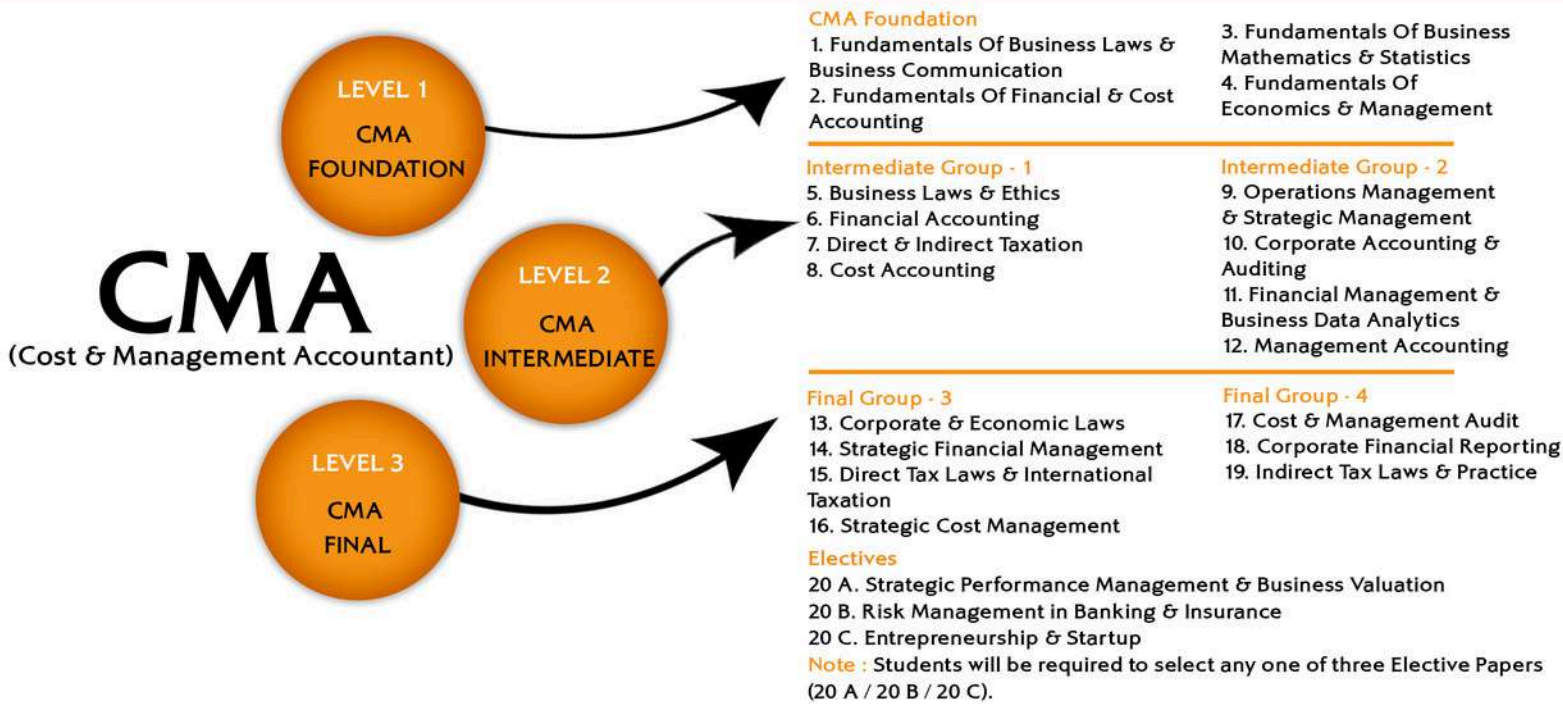 CMA
(Cost & Management Accountant)
LEVEL 1
CMA
FOUNDATION
LEVEL 2
CMA
INTERMEDIATE
LEVEL 3
CMA
FINAL
CMA Foundation
1. Fundamentals Of Business Laws &
Business Communication
2. Fundamentals Of Financial & Cost
Accounting
3. Fundamentals Of Business
Mathematics & Statistics
4. Fundamentals Of
Economics & Management
Intermediate Group - 1
5. Business Laws & Ethics
6. Financial Accounting
7. Direct & Indirect Taxation
8. Cost Accounting
Intermediate Group - 2
9. Operations Management
& Strategic Management
10. Corporate Accounting &
Auditing
11. Financial Management &
Business Data Analytics
12. Management Accounting
Final Group - 3
13. Corporate & Economic Laws
14. Strategic Financial Management
15. Direct Tax Laws & International
Taxation
16. Strategic Cost Management
Final Group - 4
17. Cost & Management Audit
18. Corporate Financial Reporting
19. Indirect Tax Laws & Practice
Electives
20 A. Strategic Performance Management & Business Valuation
20 B. Risk Management in Banking & Insurance
20 C. Entrepreneurship & Startup
Note : Students will be required to select any one of three Elective Papers
(20 A / 20 B / 20 C).